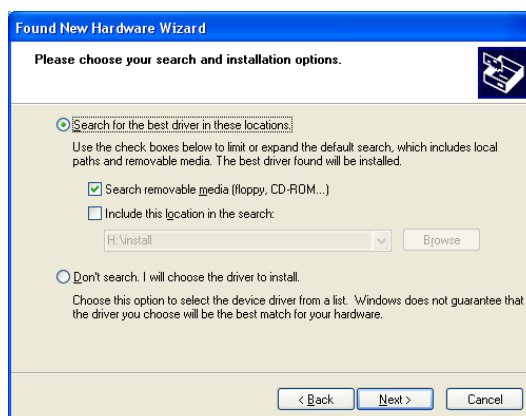 Found New Hardware Wizard
Please choose your search and installation options.
Search for the best driver in these locations.
Use the check boxes below to limit or expand the default search, which includes local
paths and removable media. The best driver found will be installed.
Search removable media (floppy, CD-ROM...)
Include this location in the search:
H:\install
Browse
Don't search. I will choose the driver to install.
Choose this option to select the device driver from a list. Windows does not guarantee that
the driver you choose will be the best match for your hardware.
< Back
Next >
Cancel